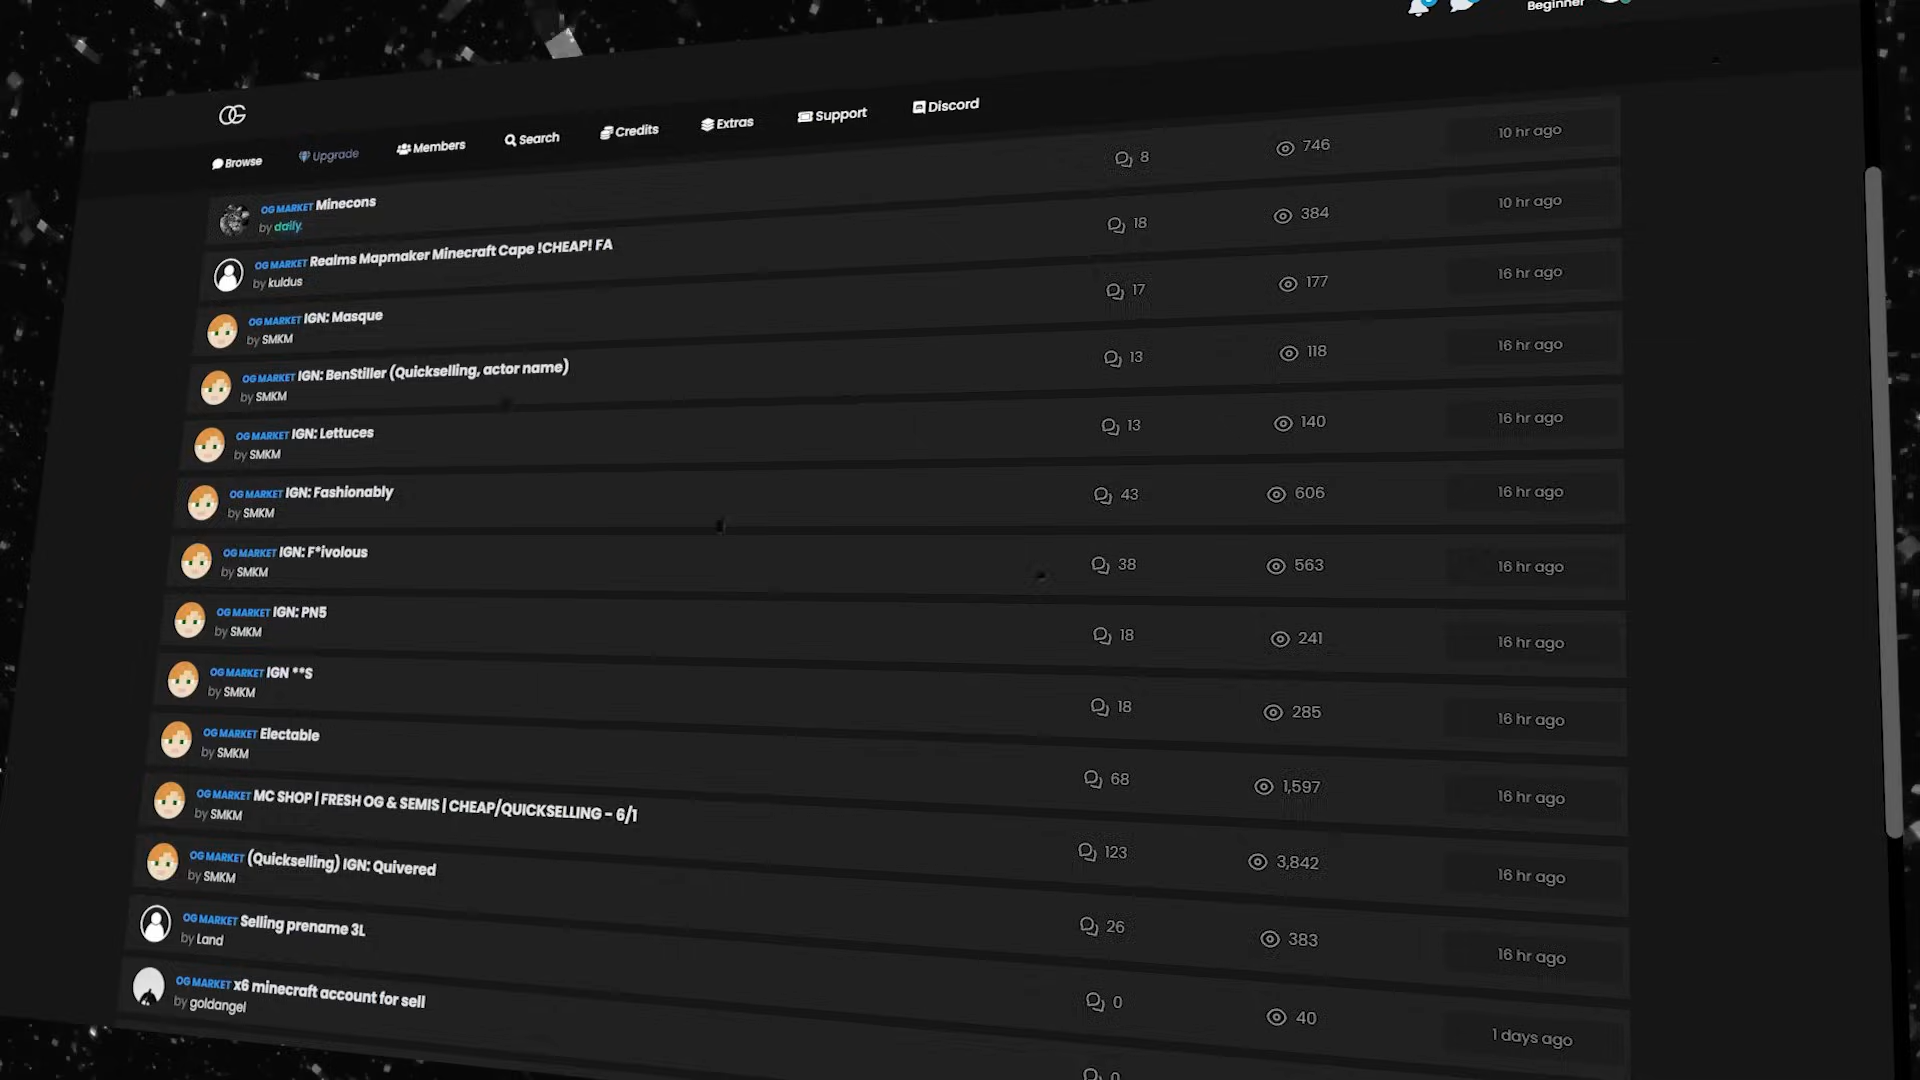 Beginner
OG
Browse Upgrade Members Search Credits Extras Support Discord
8 746 10 hr ago
OG MARKET Minecons
by daily.
18 384 10 hr ago
OG MARKET Realms Mapmaker Minecraft Cape !CHEAP! FA
by kuldus
17 177 16 hr ago
OG MARKET IGN: Masque
by SMKM
13 118 16 hr ago
OG MARKET IGN: BenStiller (Quickselling, actor name)
by SMKM
13 140 16 hr ago
OG MARKET IGN: Lettuces
by SMKM
43 606 16 hr ago
OG MARKET IGN: Fashionably
by SMKM
38 563 16 hr ago
OG MARKET IGN: F*ivolous
by SMKM
18 241 16 hr ago
OG MARKET IGN: PN5
by SMKM
18 285 16 hr ago
OG MARKET IGN **S
by SMKM
68 1,597 16 hr ago
OG MARKET Electable
by SMKM
123 3,842 16 hr ago
OG MARKET MC SHOP | FRESH OG & SEMIS | CHEAP/QUICKSELLING - 6/1
by SMKM
26 383 16 hr ago
OG MARKET (Quickselling) IGN: Quivered
by SMKM
0 40 1 days ago
OG MARKET Selling prename 3L
by Land
0
OG MARKET x6 minecraft account for sell
by goldangel